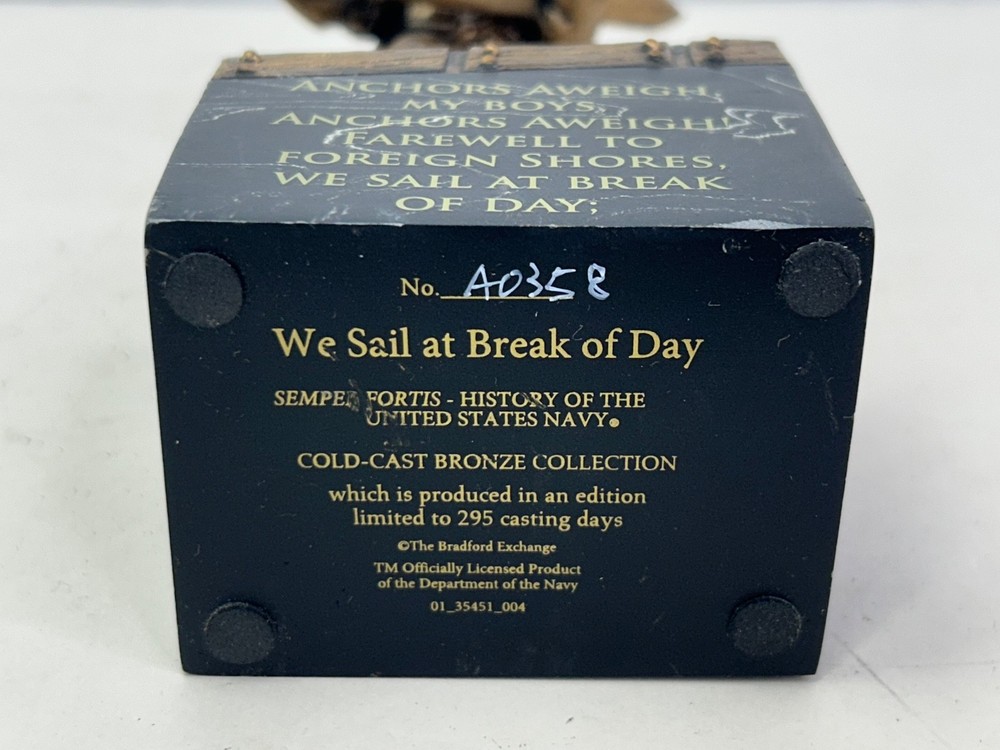 ANCHORS AWEIGH,
MY BOYS,
ANCHORS AWEIGH!
FAREWELL TO
FOREIGN SHORES,
WE SAIL AT BREAK
OF DAY;
No. A0358
We Sail at Break of Day
SEMPER FORTIS - HISTORY OF THE
UNITED STATES NAVY®
COLD-CAST BRONZE COLLECTION
which is produced in an edition
limited to 295 casting days
©The Bradford Exchange
TM Officially Licensed Product
of the Department of the Navy
01_35451_004